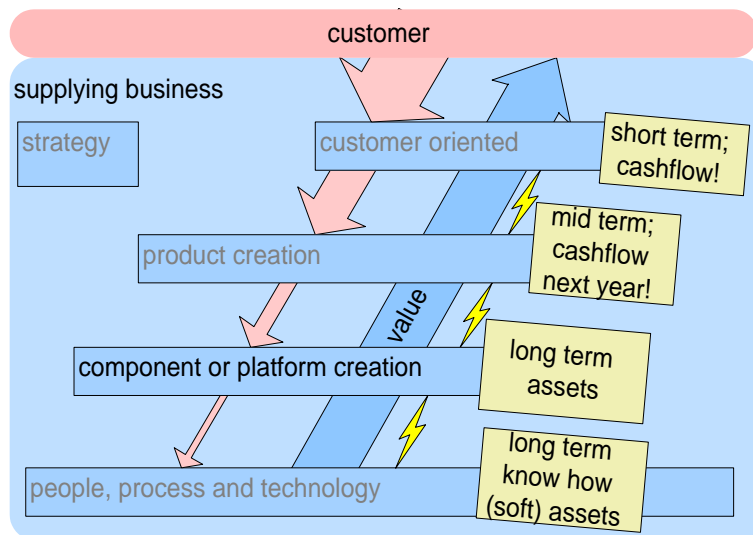 customer
supplying business
strategy
customer oriented
short term;
cashflow!
product creation
mid term;
cashflow
next year!
value
component or platform creation
long term
assets
people, process and technology
long term
know how
(soft) assets